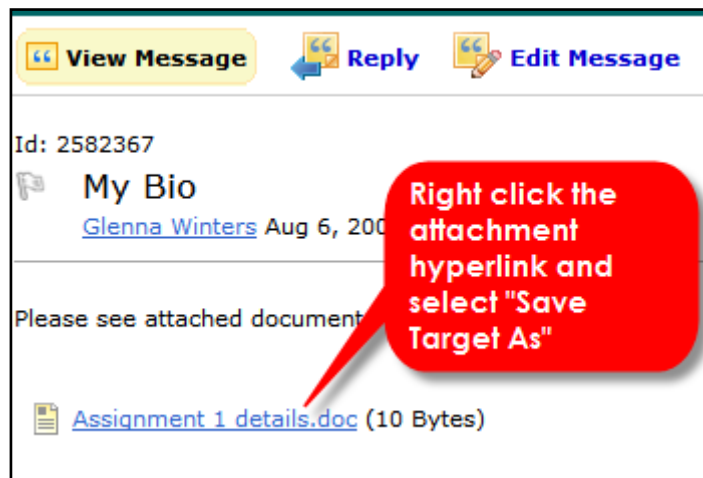 View Message Reply Edit Message
Id: 2582367
My Bio
Glenna Winters Aug 6, 200
Right click the
attachment
hyperlink and
select "Save
Target As"
Please see attached document
Assignment 1 details.doc (10 Bytes)